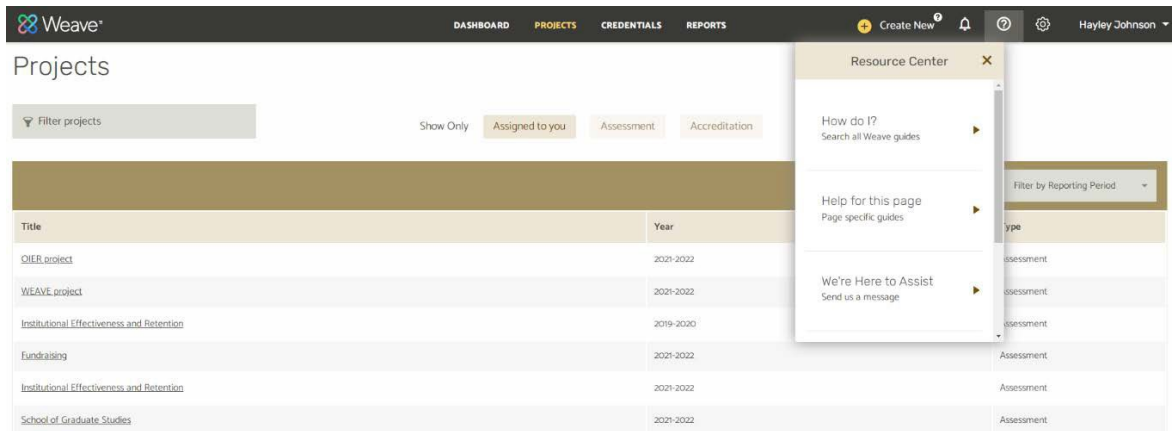 Weave®
DASHBOARD PROJECTS CREDENTIALS REPORTS Create New Hayley Johnson
Projects
Resource Center
Filter projects
Show Only Assigned to you Assessment Accreditation
How do I?
Search all Weave guides
Filter by Reporting Period
Help for this page
Page specific guides
Title Year ype
OIER project 2021-2022 ssessment
We're Here to Assist
Send us a message
WEAVE project 2021-2022 ssessment
Institutional Effectiveness and Retention 2019-2020 ssessment
Fundraising 2021-2022 Assessment
Institutional Effectiveness and Retention 2021-2022 Assessment
School of Graduate Studies 2021-2022 Assessment